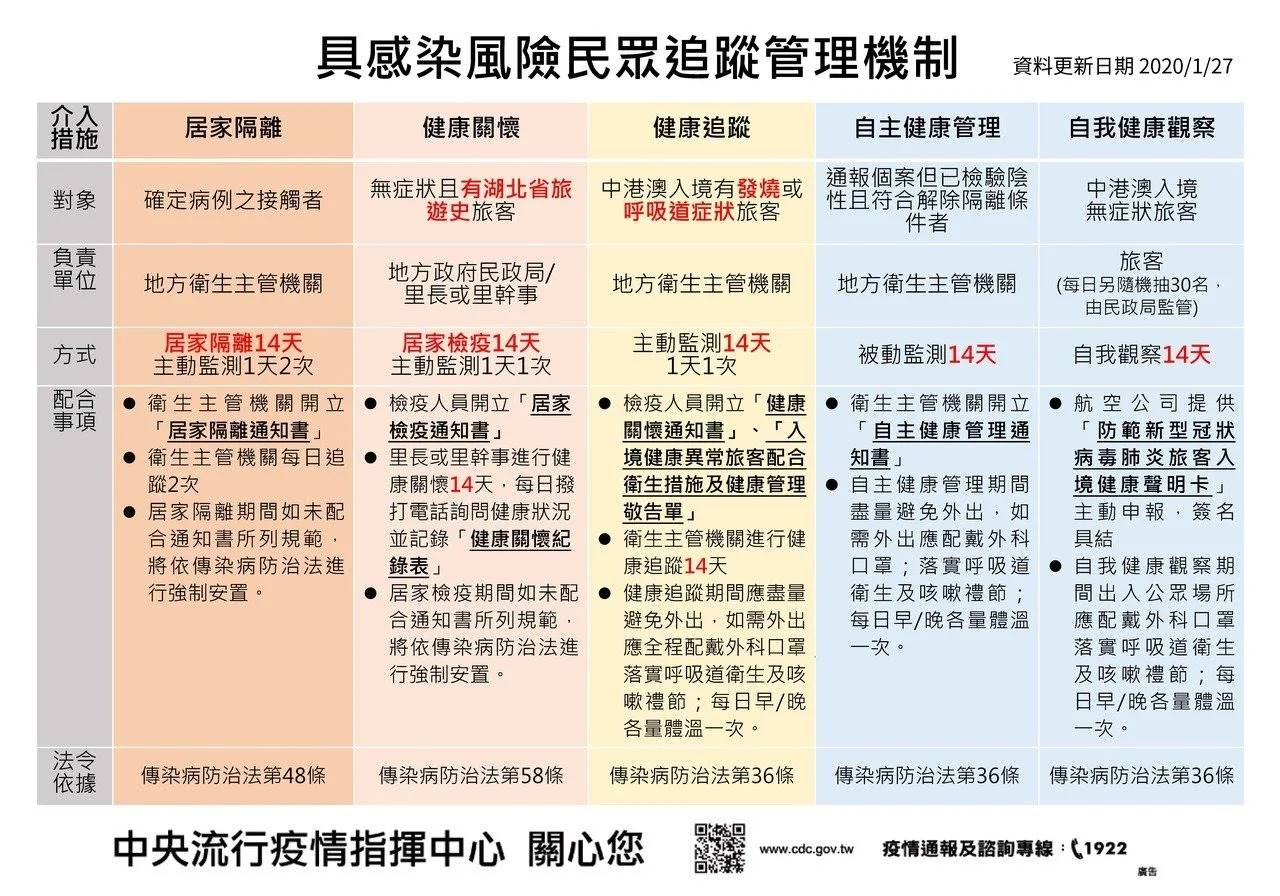 具感染風險民眾追蹤管理機制
資料更新日期 2020/1/27
介入
措施
居家隔離
健康關懷
健康追蹤
自主健康管理
自我健康觀察
對象
確定病例之接觸者
無症狀且有湖北省旅
遊史旅客
中港澳入境有發燒或
呼吸道症狀旅客
通報個案但已檢驗陰
性且符合解除隔離條
件者
中港澳入境
無症狀旅客
負責
單位
地方衛生主管機關
地方政府民政局/
里長或里幹事
地方衛生主管機關
地方衛生主管機關
旅客
(每日另隨機抽30名，
由民政局監管)
方式
居家隔離14天
主動監測1天2次
居家檢疫14天
主動監測1天1次
主動監測14天
1天1次
被動監測14天
自我觀察14天
配合
事項
● 衛生主管機關開立
「居家隔離通知書」
● 衛生主管機關每日追
蹤2次
● 居家隔離期間如未配
合通知書所列規範，
將依傳染病防治法進
行強制安置。
● 檢疫人員開立「居家
檢疫通知書」
● 里長或里幹事進行健
康關懷14天，每日撥
打電話詢問健康狀況
並記錄「健康關懷紀
錄表」
● 居家檢疫期間如未配
合通知書所列規範，
將依傳染病防治法進
行強制安置。
● 檢疫人員開立「健康
關懷通知書」、「入
境健康異常旅客配合
衛生措施及健康管理
敬告單」
● 衛生主管機關進行健
康追蹤14天
● 健康追蹤期間應盡量
避免外出，如需外出
應全程配戴外科口罩
落實呼吸道衛生及咳
嗽禮節；每日早/晚
各量體溫一次。
● 衛生主管機關開立
「自主健康管理通
知書」
● 自主健康管理期間
盡量避免外出，如
需外出應配戴外科
口罩；落實呼吸道
衛生及咳嗽禮節；
每日早/晚各量體溫
一次。
● 航空公司提供
「防範新型冠狀
病毒肺炎旅客入
境健康聲明卡」
主動申報，簽名
具結
● 自我健康觀察期
間出入公眾場所
應配戴外科口罩
落實呼吸道衛生
及咳嗽禮節；每
日早/晚各量體溫
一次。
法令
依據
傳染病防治法第48條
傳染病防治法第58條
傳染病防治法第36條
傳染病防治法第36條
傳染病防治法第36條
中央流行疫情指揮中心 關心您
www.cdc.gov.tw
疫情通報及諮詢專線：1922
廣告